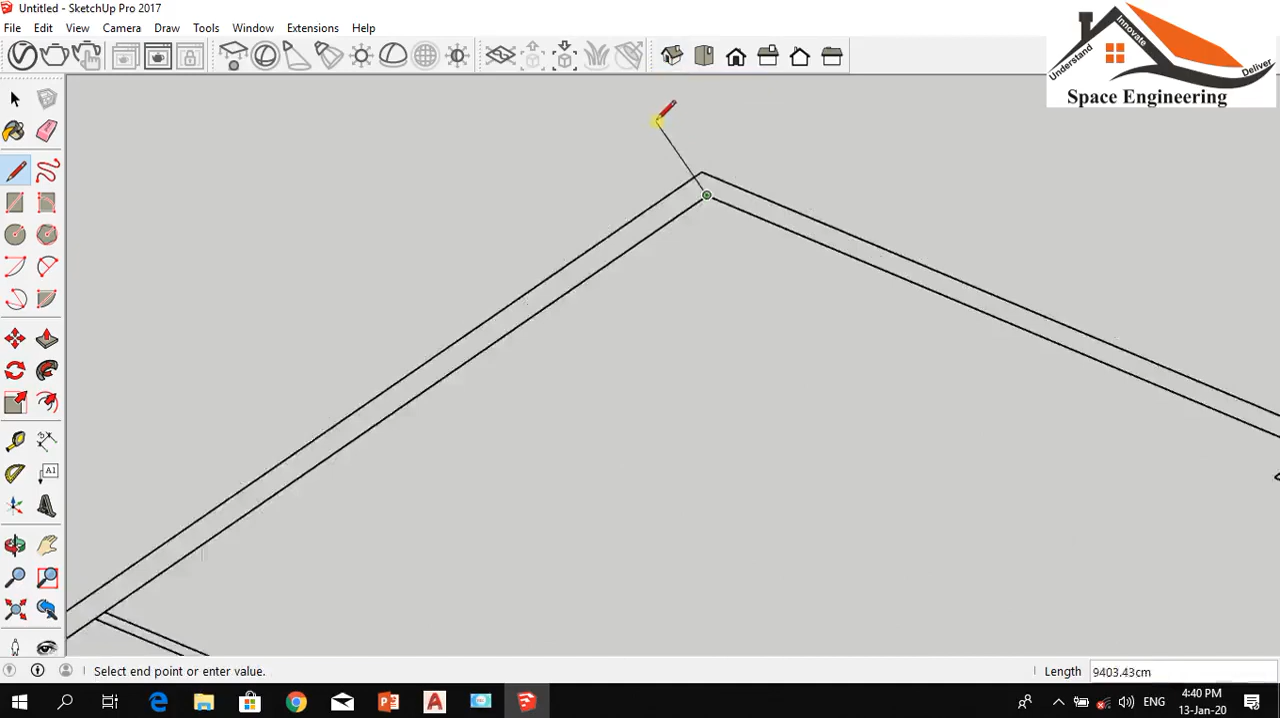 Untitled - SketchUp Pro 2017
File Edit View Camera Draw Tools Window Extensions Help
Understand
Innovate
Deliver
Space Engineering
A1
Select end point or enter value.
Length 9403.43cm
ENG
4:40 PM
13-Jan-20